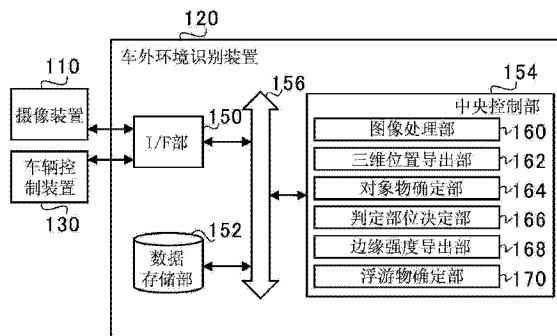 120
车外环境识别装置
110
摄像装置
车辆控
制装置
130
150
I/F部
156
152
数据
存储部
154
中央控制部
图像处理部
160
三维位置导出部
162
对象物确定部
164
判定部位决定部
166
边缘强度导出部
168
浮游物确定部
170